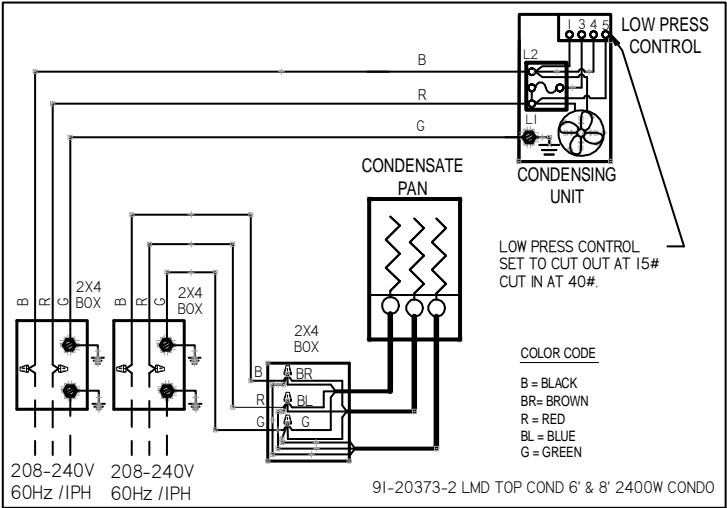 1 3 4 5
LOW PRESS
CONTROL
L2
B
R
G
L1
CONDENSING
UNIT
CONDENSATE
PAN
LOW PRESS CONTROL
SET TO CUT OUT AT 15#
CUT IN AT 40#.
B R G
2X4
BOX
B R G
2X4
BOX
2X4
BOX
B BR
R BL
G G
COLOR CODE
B = BLACK
BR= BROWN
R = RED
BL = BLUE
G = GREEN
208-240V
60Hz /1PH
208-240V
60Hz /1PH
91-20373-2 LMD TOP COND 6' & 8' 2400W CONDO